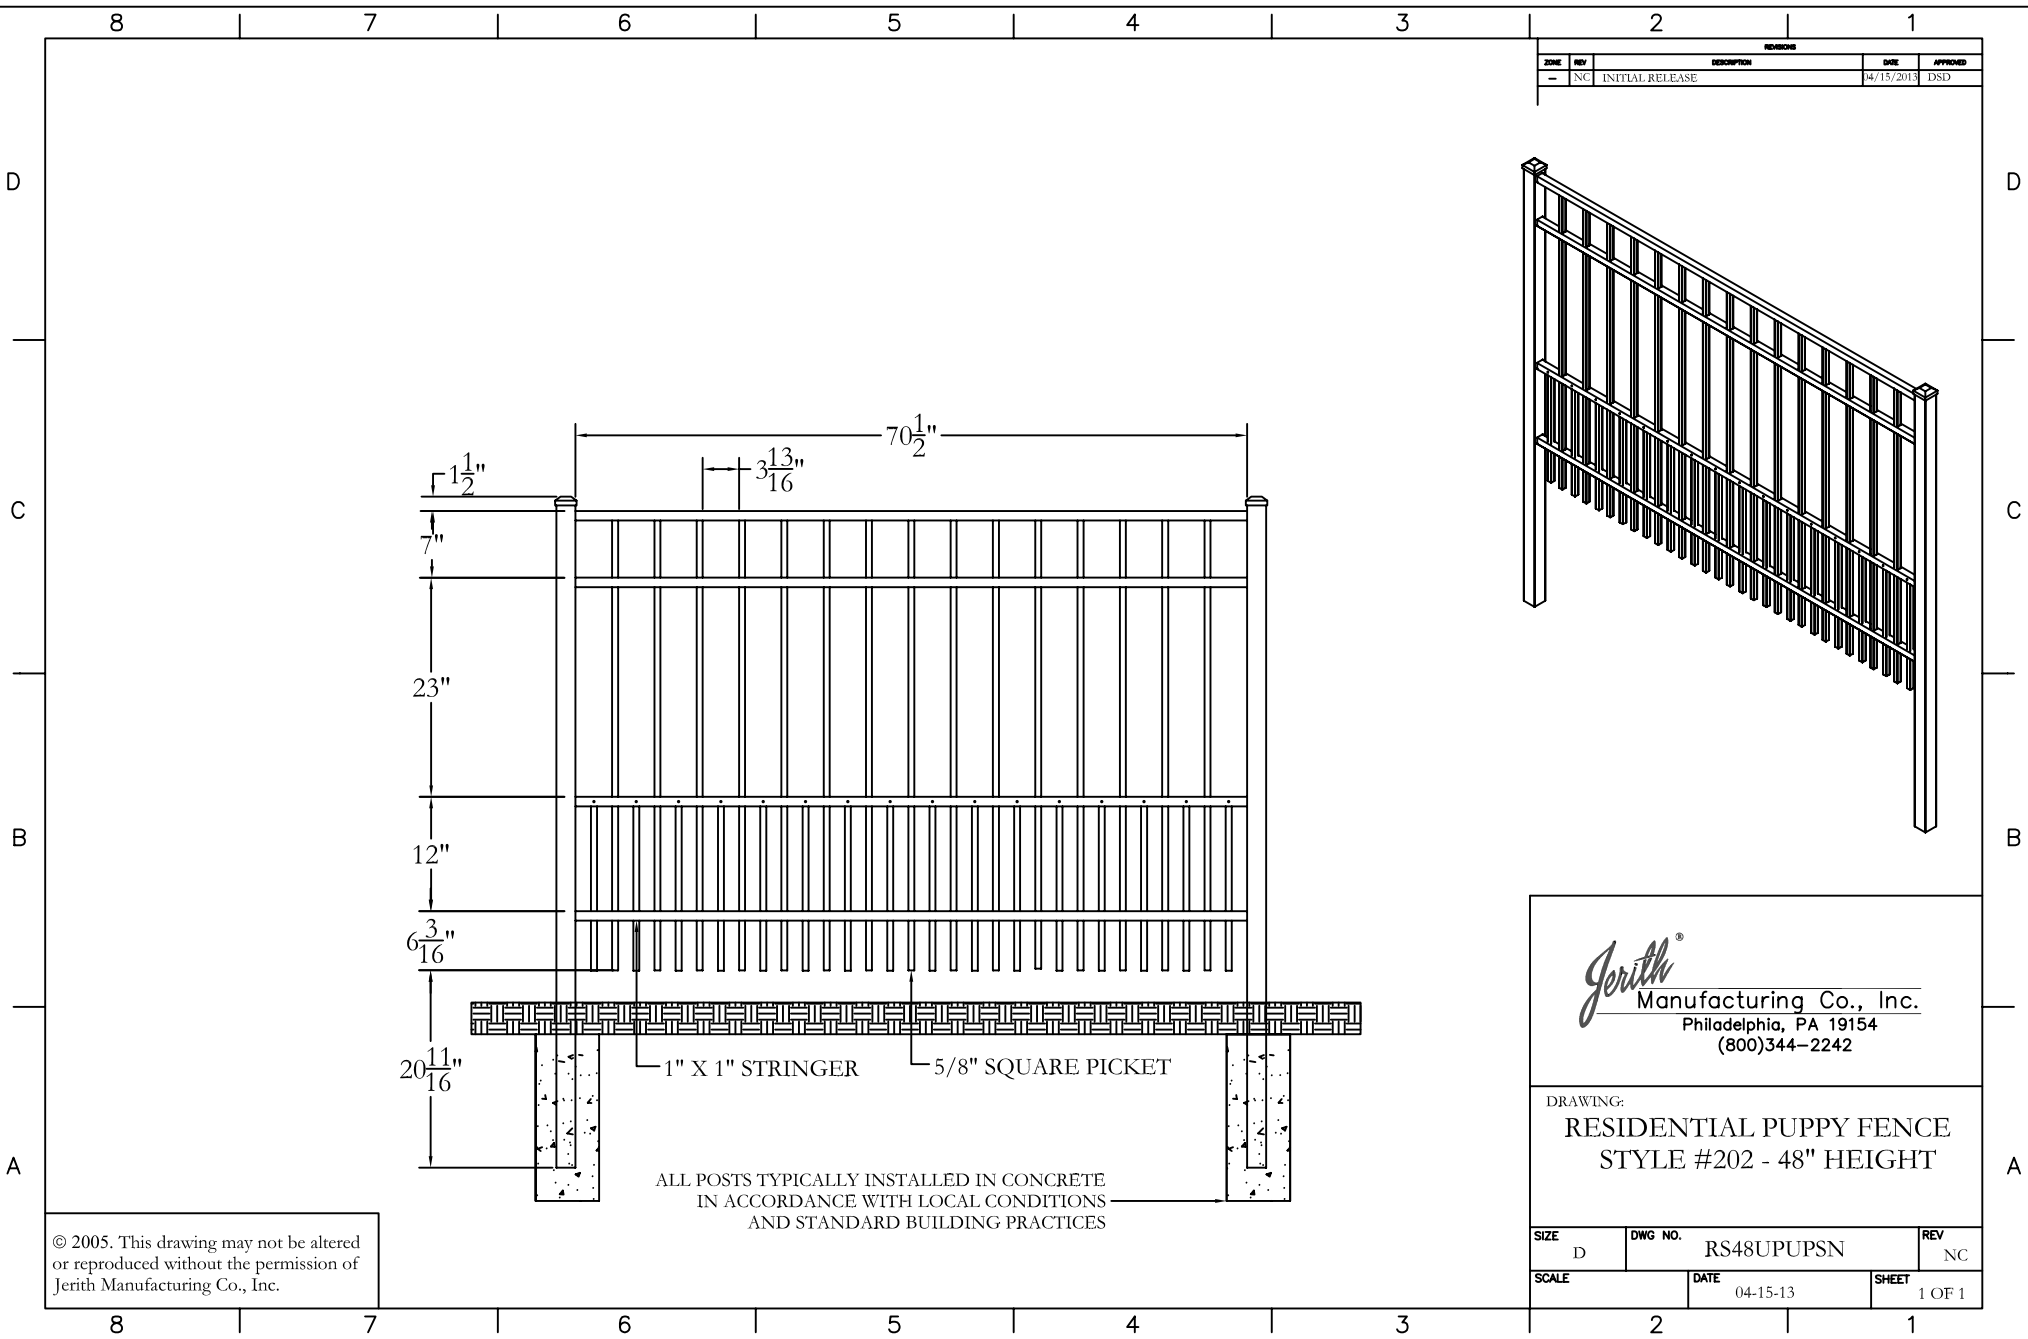 8 7 6 5 4 3 2 1
REVISIONS
ZONE REV DESCRIPTION DATE APPROVED
- NC INITIAL RELEASE 04/15/2013 DSD
D D
70 1/2"
1 1/2"
3 13/16"
C C
7"
23"
B B
12"
6 3/16"
Jerith®
Manufacturing Co., Inc.
Philadelphia, PA 19154
(800)344-2242
20 11/16"
1" X 1" STRINGER
5/8" SQUARE PICKET
DRAWING:
RESIDENTIAL PUPPY FENCE
STYLE #202 - 48" HEIGHT
A A
ALL POSTS TYPICALLY INSTALLED IN CONCRETE
IN ACCORDANCE WITH LOCAL CONDITIONS
AND STANDARD BUILDING PRACTICES
© 2005. This drawing may not be altered
or reproduced without the permission of
Jerith Manufacturing Co., Inc.
SIZE DWG NO. REV
D RS48UPUPSN NC
SCALE DATE SHEET
04-15-13 1 OF 1
8 7 6 5 4 3 2 1